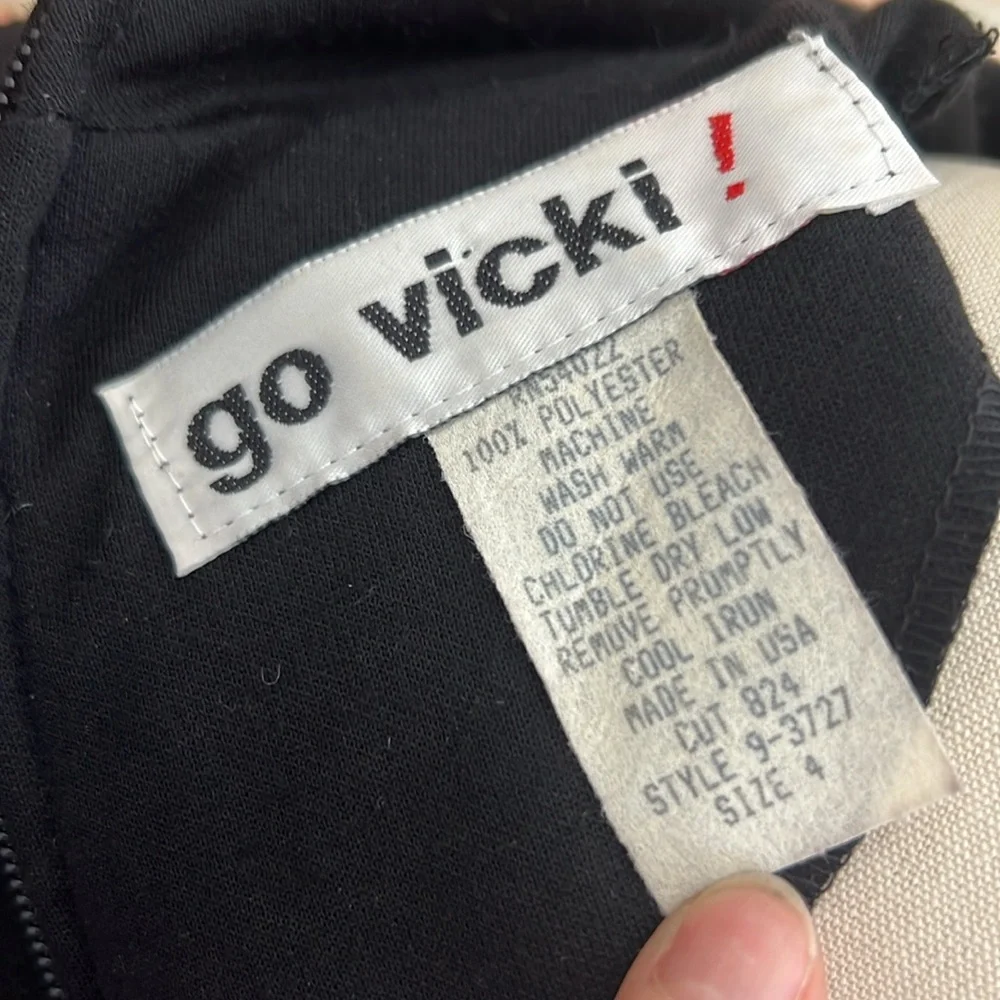 go vicki !
RN54022
100% POLYESTER
MACHINE
WASH WARM
DO NOT USE
CHLORINE BLEACH
TUMBLE DRY LOW
REMOVE PROMPTLY
COOL IRON
MADE IN USA
CUT 824
STYLE 9-3727
SIZE 4